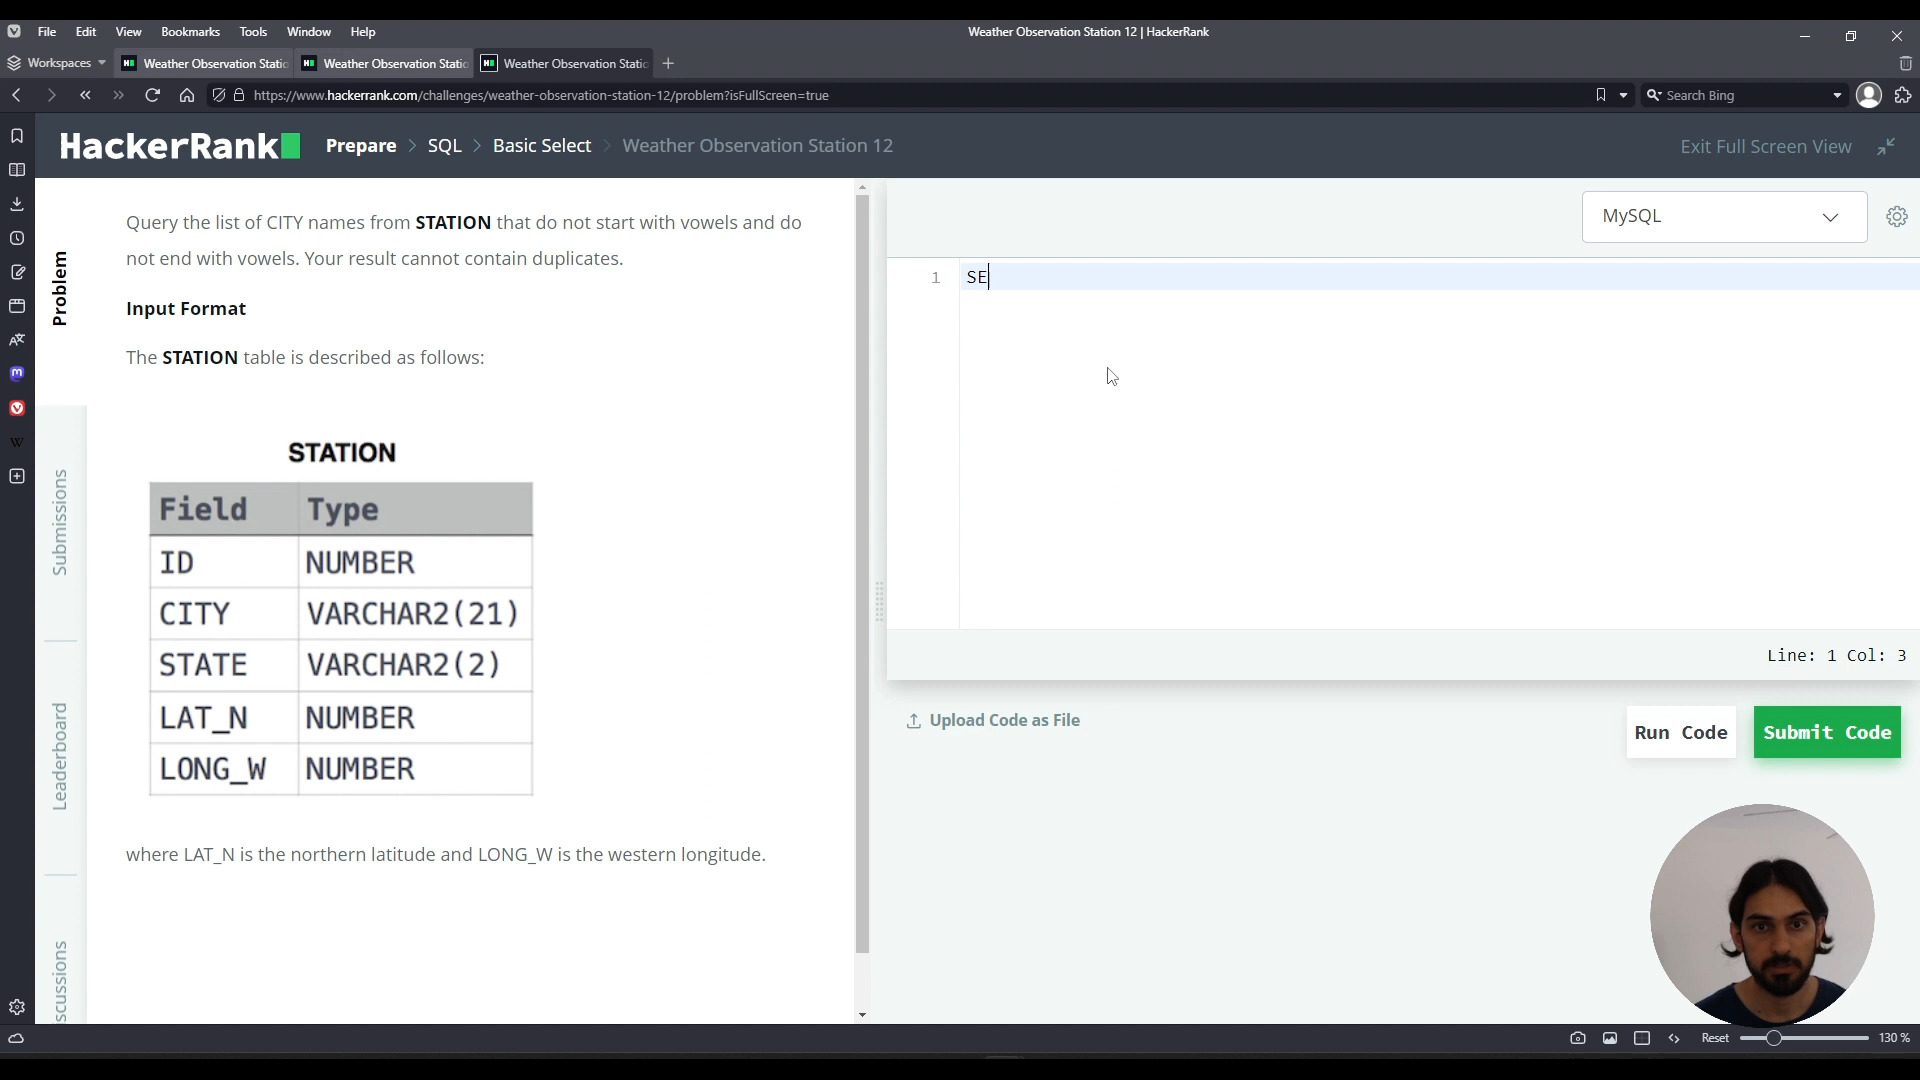 File Edit View Bookmarks Tools Window Help
Weather Observation Station 12 | HackerRank
Workspaces
Weather Observation Static
Weather Observation Static
Weather Observation Static
https://www.hackerrank.com/challenges/weather-observation-station-12/problem?isFullScreen=true
Search Bing
HackerRank
Prepare > SQL > Basic Select > Weather Observation Station 12
Exit Full Screen View
Problem
Submissions
Leaderboard
scussions
Query the list of CITY names from STATION that do not start with vowels and do
not end with vowels. Your result cannot contain duplicates.
Input Format
The STATION table is described as follows:
STATION
Field Type
ID NUMBER
CITY VARCHAR2(21)
STATE VARCHAR2(2)
LAT_N NUMBER
LONG_W NUMBER
where LAT_N is the northern latitude and LONG_W is the western longitude.
MySQL
1 SE
Line: 1 Col: 3
Upload Code as File
Run Code
Submit Code
Reset
130 %